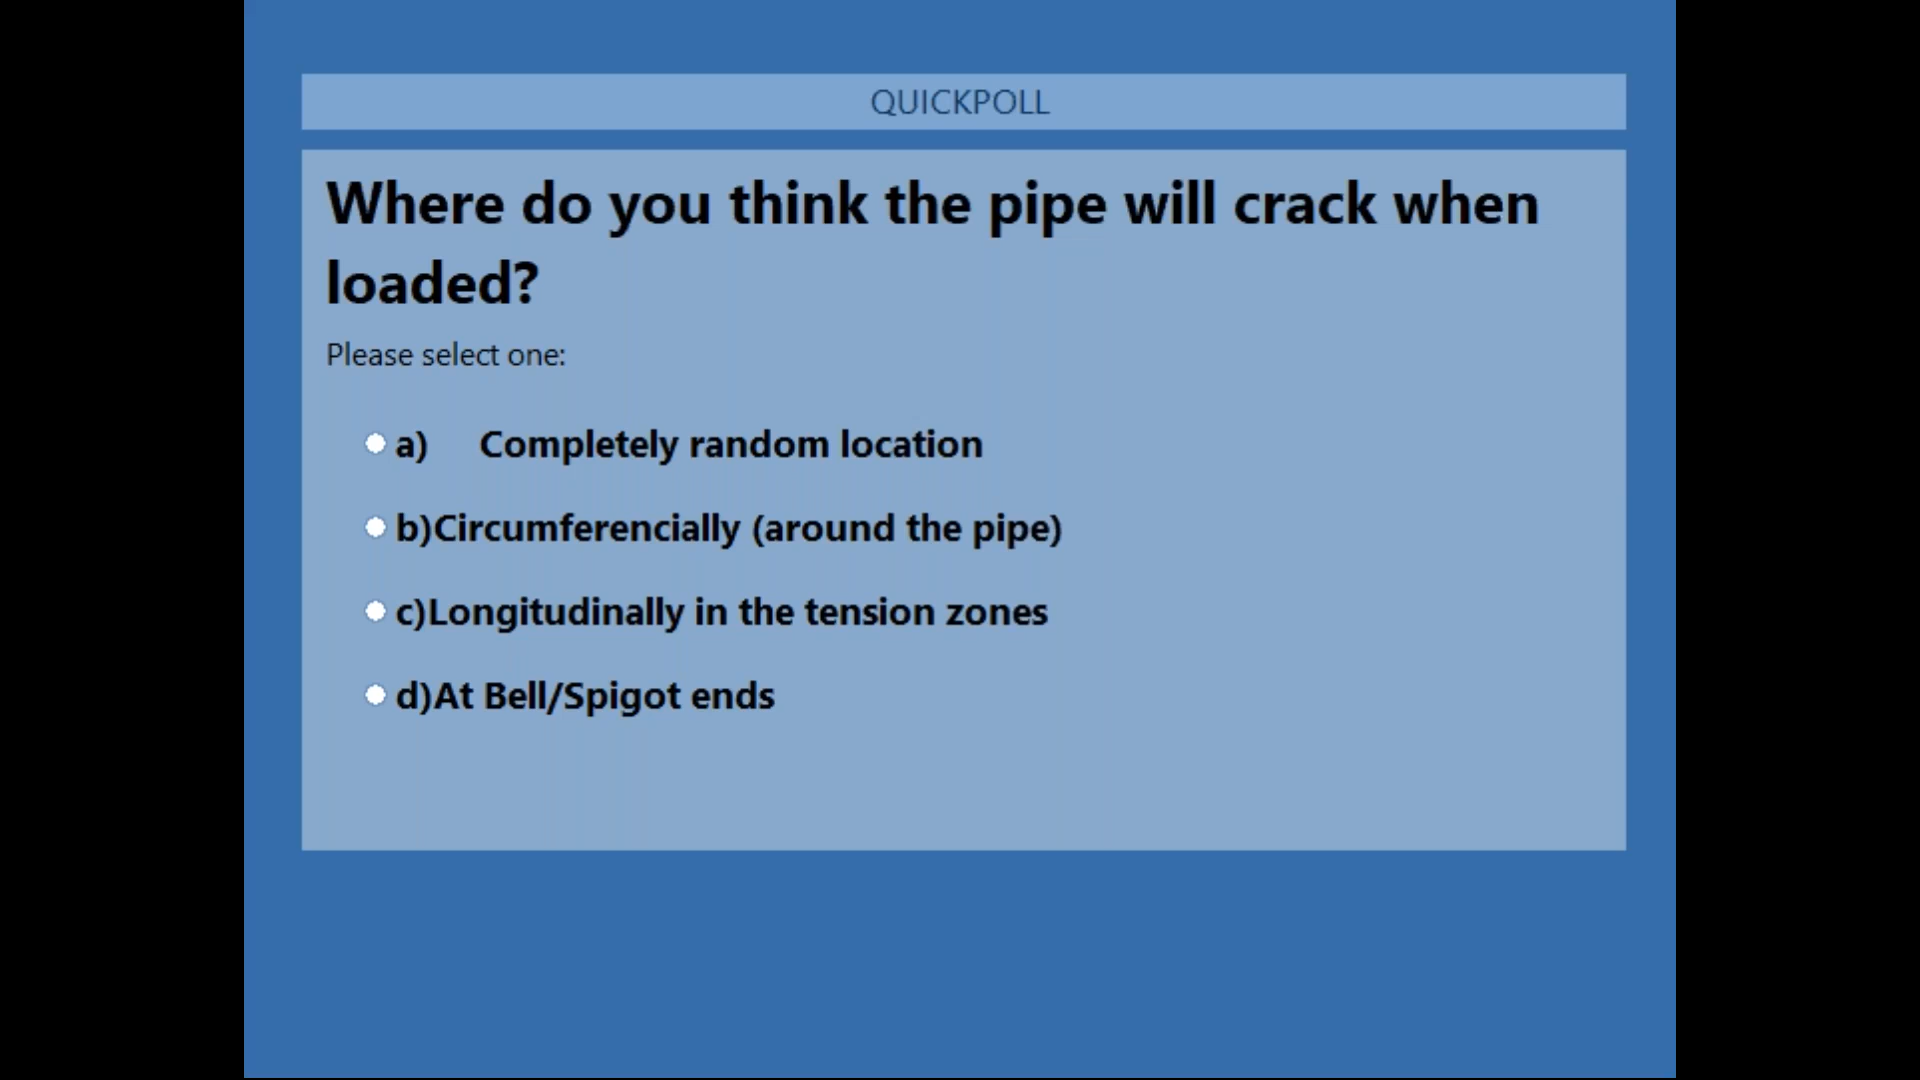 QUICKPOLL
Where do you think the pipe will crack when
loaded?
Please select one:
a) Completely random location
b)Circumferencially (around the pipe)
c)Longitudinally in the tension zones
d)At Bell/Spigot ends